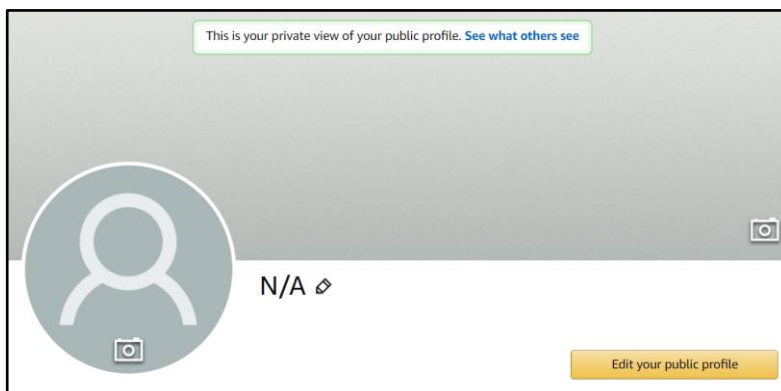 This is your private view of your public profile. See what others see
N/A
Edit your public profile